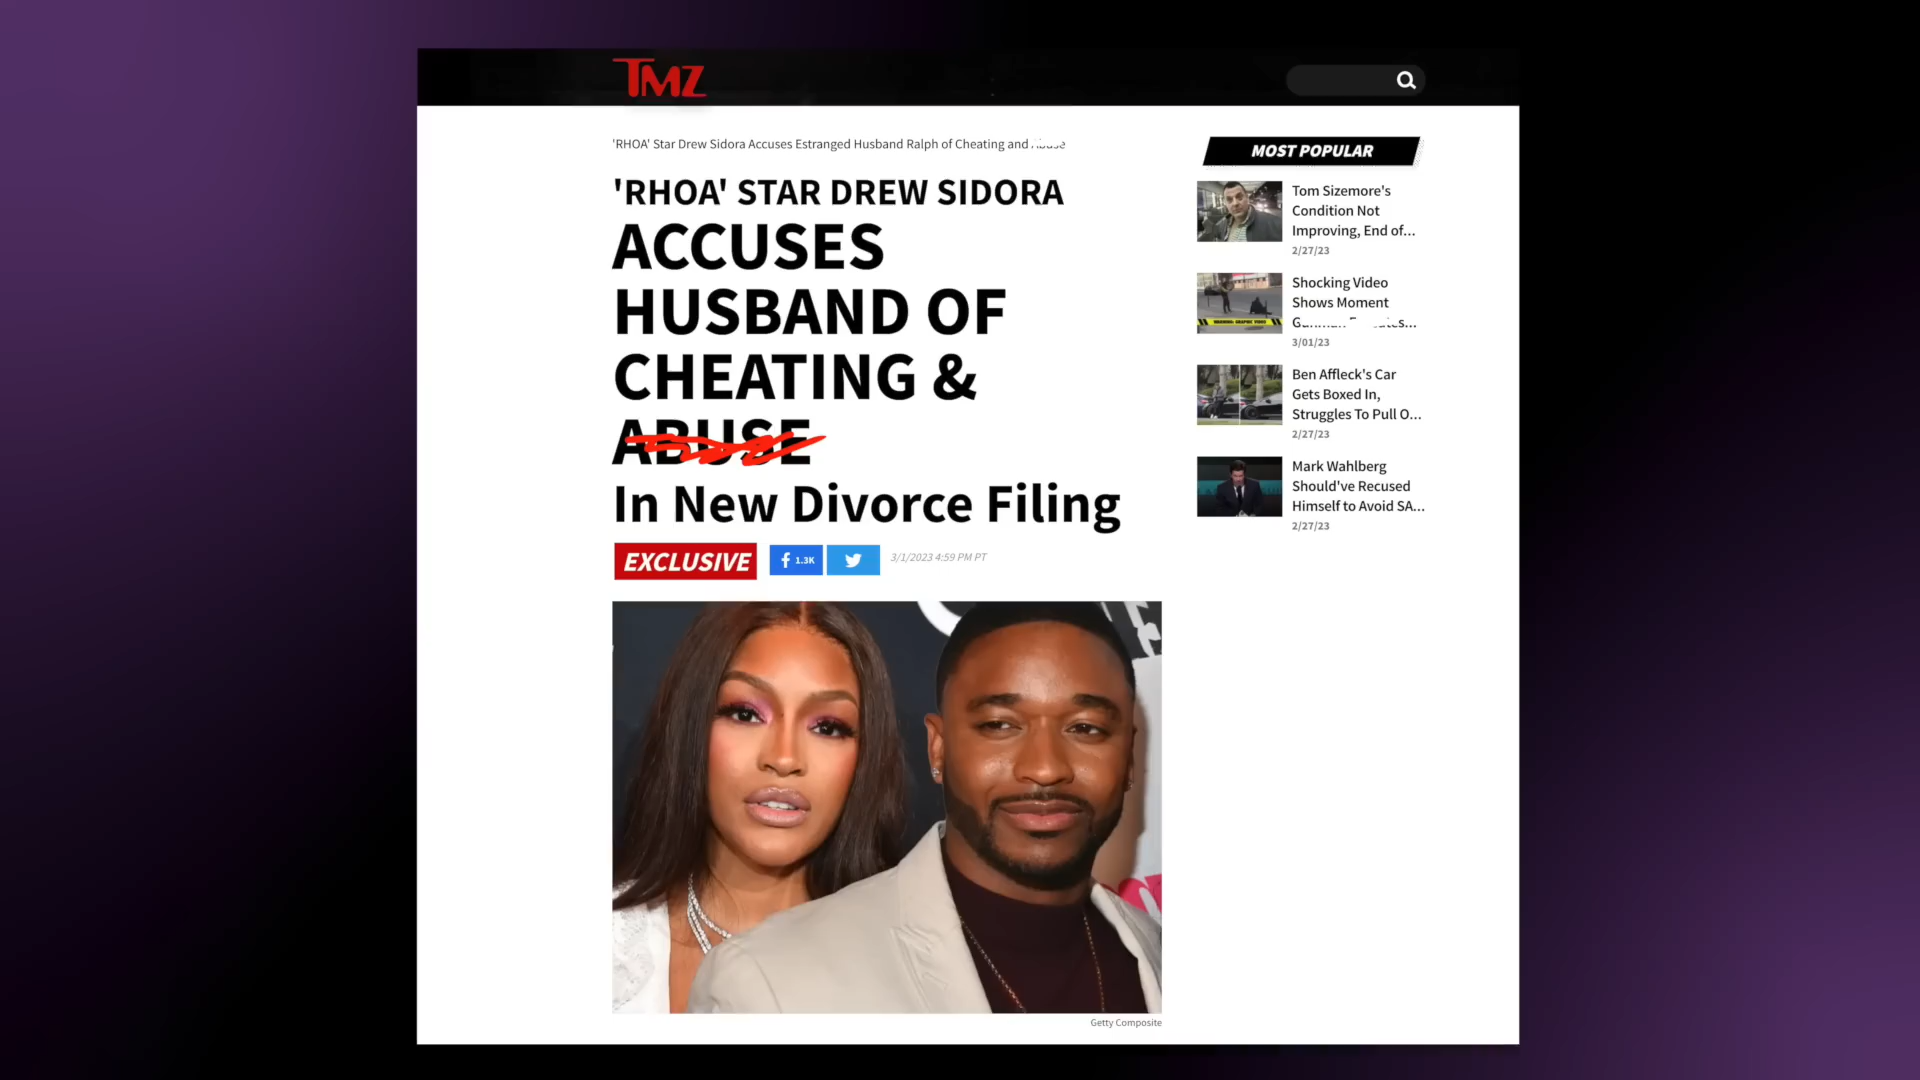 TMZ
'RHOA' Star Drew Sidora Accuses Estranged Husband Ralph of Cheating and Abuse
'RHOA' STAR DREW SIDORA
ACCUSES
HUSBAND OF
CHEATING &
ABUSE
In New Divorce Filing
EXCLUSIVE
1.3K
3/1/2023 4:59 PM PT
Getty Composite
MOST POPULAR
Tom Sizemore's
Condition Not
Improving, End of...
2/27/23
Shocking Video
Shows Moment
Gunman
3/01/23
Ben Affleck's Car
Gets Boxed In,
Struggles To Pull O...
2/27/23
Mark Wahlberg
Should've Recused
Himself to Avoid SA...
2/27/23